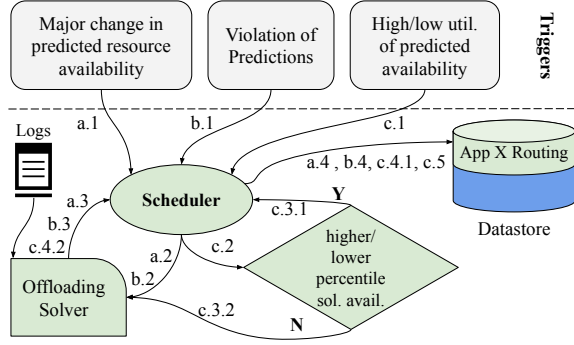 Major change in
predicted resource
availability
Violation of
Predictions
High/low util.
of predicted
availability
Triggers
Logs
a.1
b.1
c.1
App X Routing
Datastore
a.4 , b.4, c.4.1 , c.5
Scheduler
a.3
b.3
c.4.2
a.2
b.2
c.2
c.3.1
Y
higher/
lower
percentile
sol. avail.
Offloading
Solver
c.3.2
N